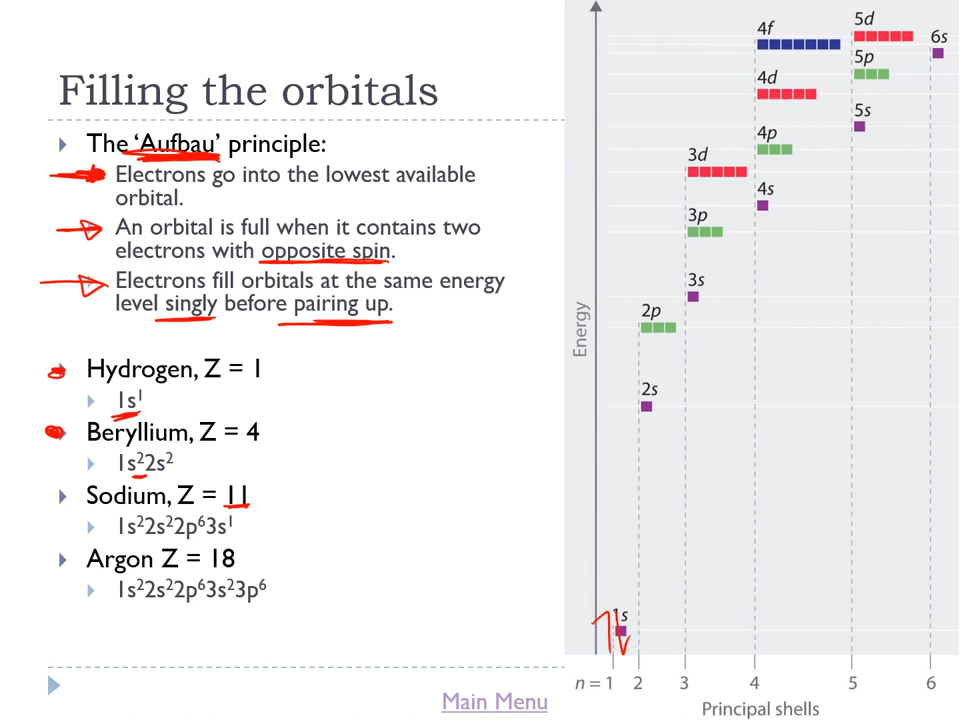 Filling the orbitals
The 'Aufbau' principle:
Electrons go into the lowest available
orbital.
An orbital is full when it contains two
electrons with opposite spin.
Electrons fill orbitals at the same energy
level singly before pairing up.
Hydrogen, Z = 1
1s¹
Beryllium, Z = 4
1s²2s²
Sodium, Z = 11
1s²2s²2p⁶3s¹
Argon Z = 18
1s²2s²2p⁶3s²3p⁶
Main Menu
Energy
5d
4f
6s
5p
4d
5s
4p
3d
4s
3p
3s
2p
2s
1s
n = 1 2 3 4 5 6
Principal shells